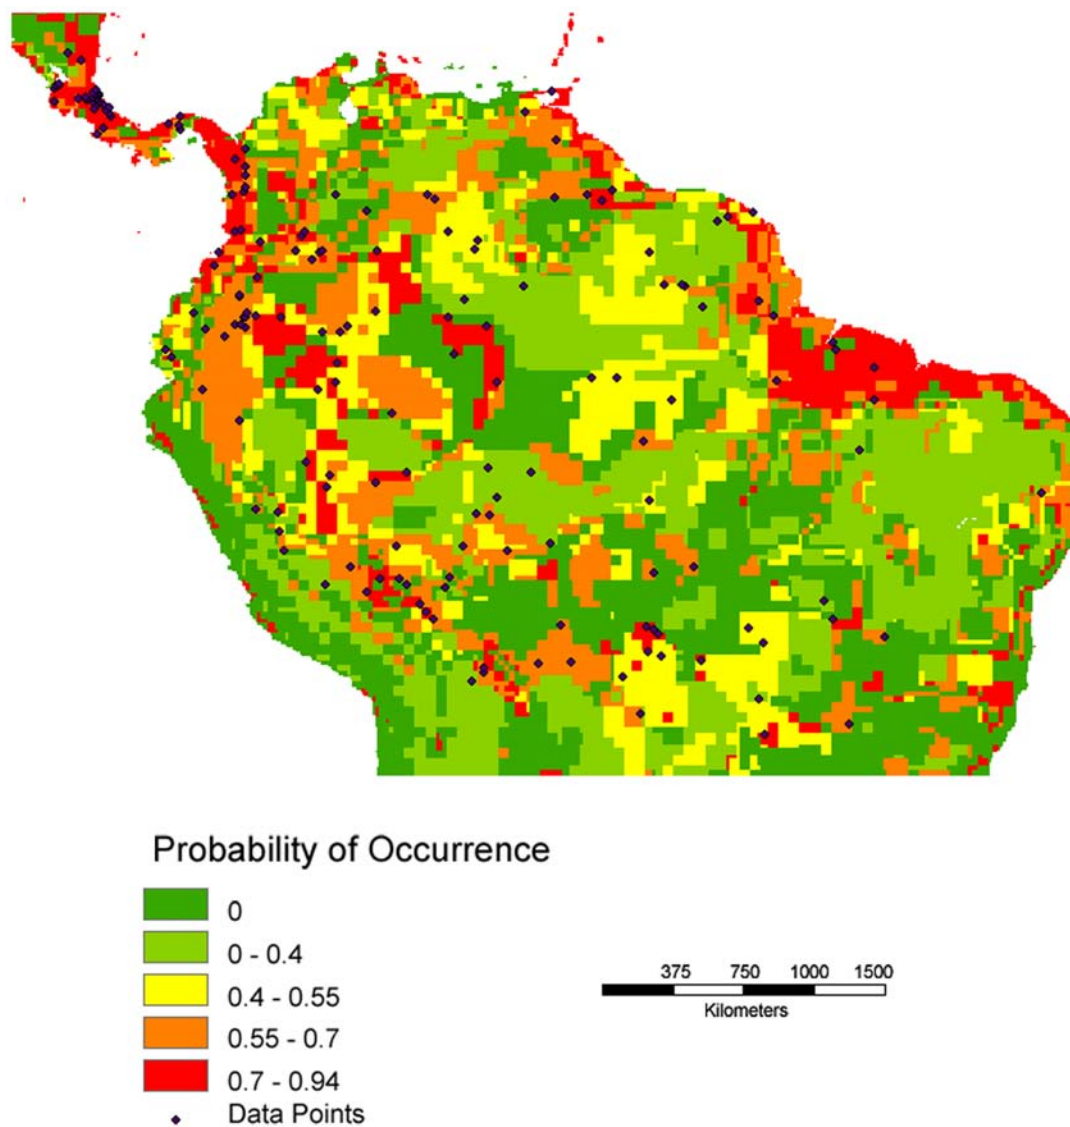 Probability of Occurrence
0
0 - 0.4
0.4 - 0.55
0.55 - 0.7
0.7 - 0.94
Data Points
375 750 1000 1500
Kilometers